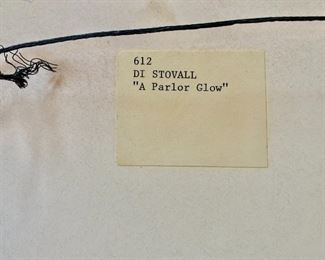 612
DI STOVALL
"A Parlor Glow"